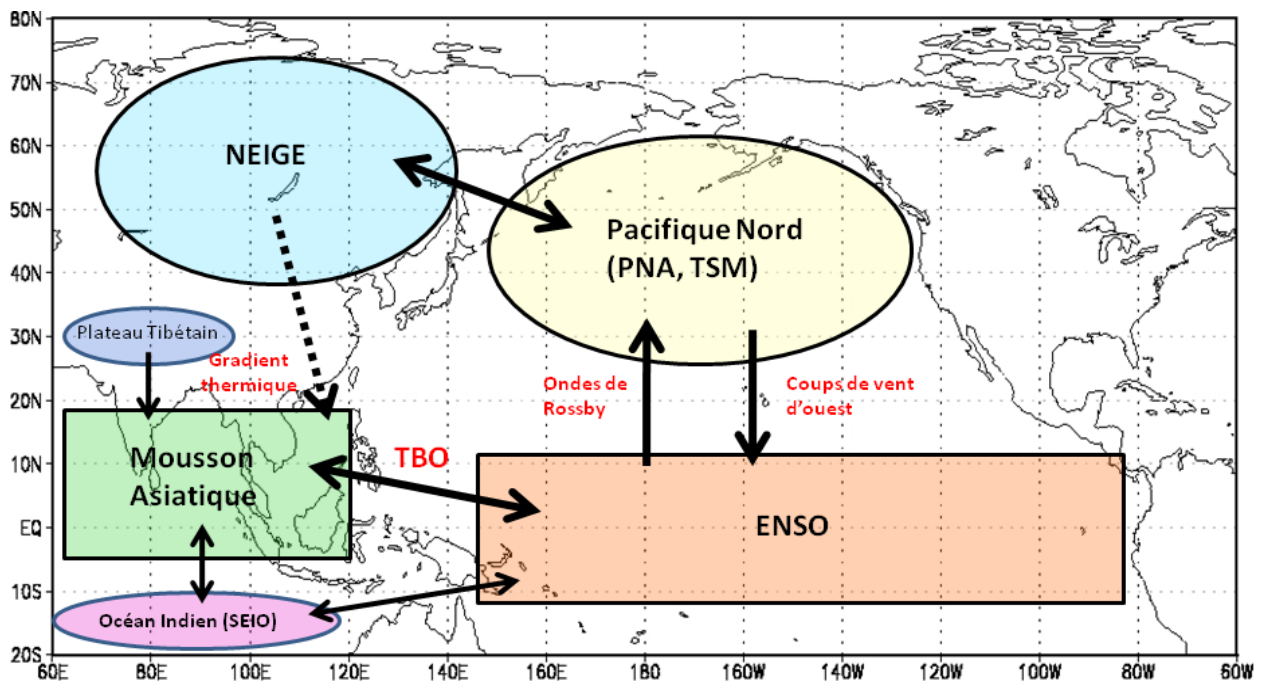 80N
70N
60N
50N
40N
30N
20N
10N
EQ
10S
20S
NEIGE
Pacifique Nord
(PNA, TSM)
Plateau Tibétain
Gradient
thermique
Ondes de
Rossby
Coups de vent
d'ouest
Mousson
Asiatique
TBO
ENSO
Océan Indien (SEIO)
60E 80E 100E 120E 140E 160E 180 160W 140W 120W 100W 80W 60W